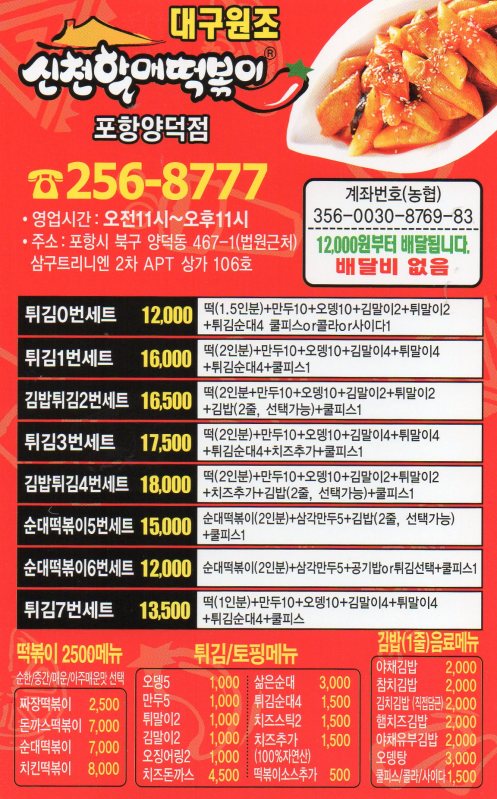 대구원조
신천할매떡볶이®
포항양덕점
☎256-8777
• 영업시간 : 오전11시~오후11시
• 주소 : 포항시 북구 양덕동 467-1(법원근처)
삼구트리니엔 2차 APT 상가 106호
계좌번호(농협)
356-0030-8769-83
12,000원부터 배달됩니다.
배달비 없음
튀김0번세트 12,000 떡(1.5인분)+만두10+오뎅10+김말이2+튀말이2
+튀김순대4 쿨피스or콜라or사이다1
튀김1번세트 16,000 떡(2인분)+만두10+오뎅10+김말이4+튀말이4
+튀김순대4+쿨피스1
김밥튀김2번세트 16,500 떡(2인분+만두10+오뎅10+김말이2+튀말이2
+김밥(2줄, 선택가능)+쿨피스1
튀김3번세트 17,500 떡(2인분)+만두10+오뎅10+김말이4+튀말이4
+튀김순대4+치즈추가+쿨피스1
김밥튀김4번세트 18,000 떡(2인분)+만두10+오뎅10+김말이2+튀말이2
+치즈추가+김밥(2줄, 선택가능)+쿨피스1
순대떡볶이5번세트 15,000 순대떡볶이(2인분)+삼각만두5+김밥(2줄, 선택가능)
+쿨피스1
순대떡볶이6번세트 12,000 순대떡볶이(2인분)+삼각만두5+공기밥or튀김선택+쿨피스1
튀김7번세트 13,500 떡(1인분)+만두10+오뎅10+김말이4+튀말이4
+튀김순대4+쿨피스
떡볶이 2500메뉴
순한/중간/매운/아주매운맛 선택
짜장떡볶이 2,500
돈까스떡볶이 7,000
순대떡볶이 7,000
치킨떡볶이 8,000
튀김/토핑메뉴
오뎅5 1,000
만두5 1,000
튀말이2 1,000
김말이2 1,000
오징어링2 1,000
치즈돈까스 4,500
삶은순대 3,000
튀김순대4 1,500
치즈스틱2 1,500
치즈추가 1,500
(100%자연산)
떡볶이소스추가 500
김밥(1줄)음료메뉴
야채김밥 2,000
참치김밥 2,000
김치김밥 (직접담근) 2,000
햄치즈김밥 2,000
야채유부김밥 2,000
오뎅탕 3,000
쿨피스/콜라/사이다 1,500